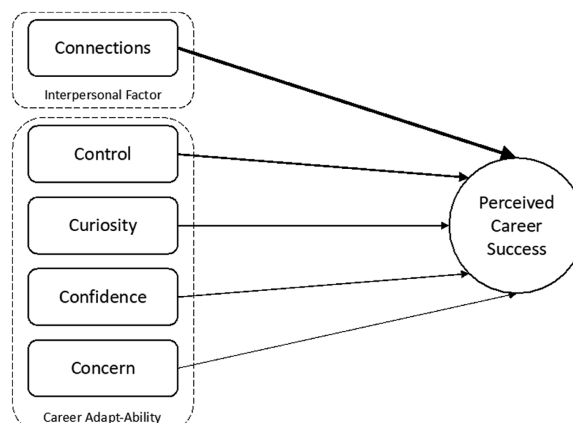 Connections
Interpersonal Factor
Control
Curiosity
Confidence
Concern
Career Adapt-Ability
Perceived
Career
Success